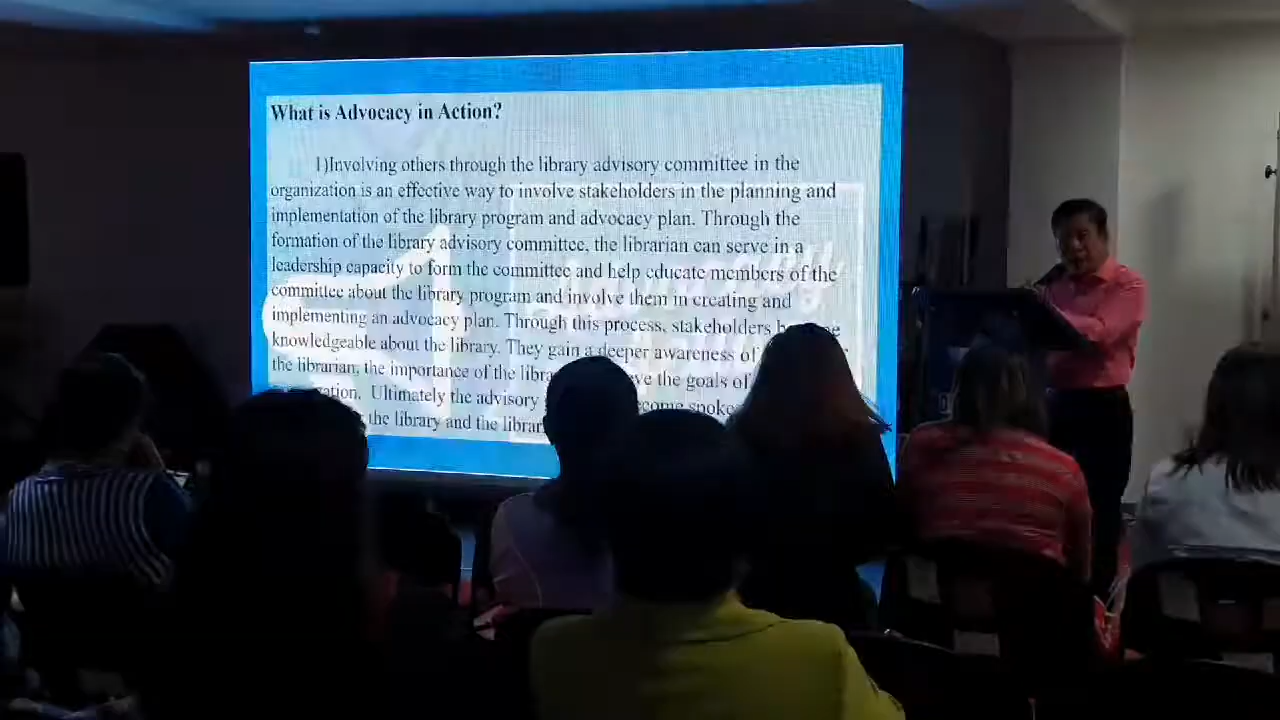 What is Advocacy in Action?
1)Involving others through the library advisory committee in the
organization is an effective way to involve stakeholders in the planning and
implementation of the library program and advocacy plan. Through the
formation of the library advisory committee, the librarian can serve in a
leadership capacity to form the committee and help educate members of the
committee about the library program and involve them in creating and
implementing an advocacy plan. Through this process, stakeholders
knowledgeable about the library. They gain a deeper awareness of
the librarian, the importance of the the goals of
Ultimately the advisory
the library and the